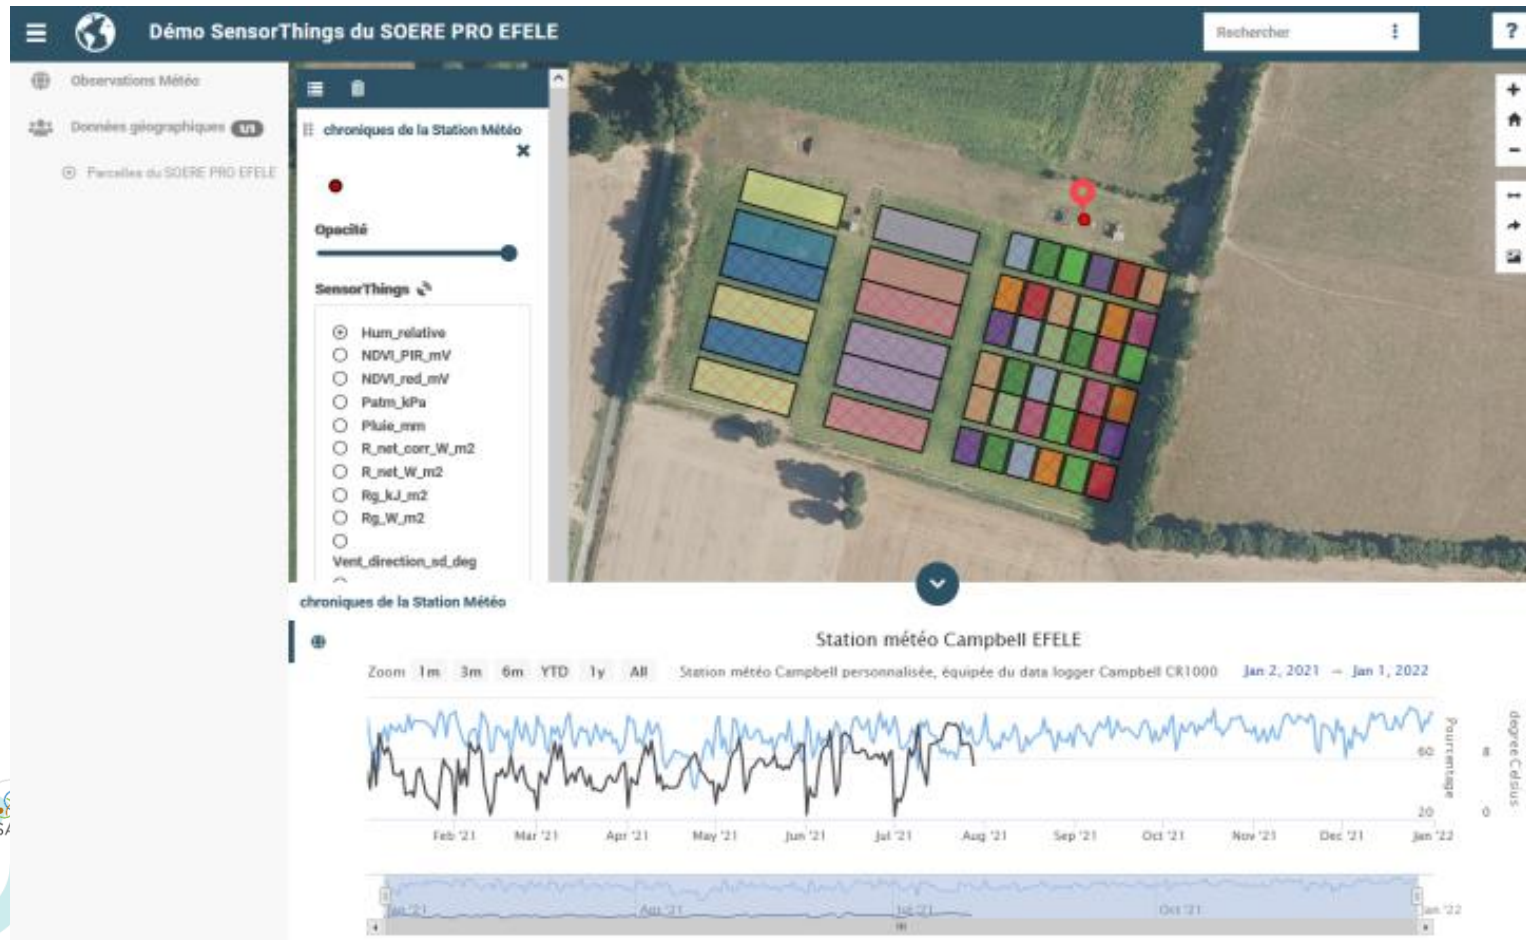 Démo SensorThings du SOERE PRO EFELE
Rechercher
?
Observations Météo
Données géographiques 1/1
Parcelles du SOERE PRO EFELE
chroniques de la Station Météo
Opacité
SensorThings
Hum_relative
NDVI_PIR_mV
NDVI_red_mV
Patm_kPa
Pluie_mm
R_net_corr_W_m2
R_net_W_m2
Rg_kJ_m2
Rg_W_m2
Vent_direction_sd_deg
chroniques de la Station Météo
Station météo Campbell EFELE
Zoom 1m 3m 6m YTD 1y All Station météo Campbell personnalisée, équipée du data logger Campbell CR1000 Jan 2, 2021 → Jan 1, 2022
Pourcentage
degree Celsius
60 8
20 0
Feb '21 Mar '21 Apr '21 May '21 Jun '21 Jul '21 Aug '21 Sep '21 Oct '21 Nov '21 Dec '21 Jan '22
Jan '21 Apr '21 Jul '21 Oct '21 Jan '22